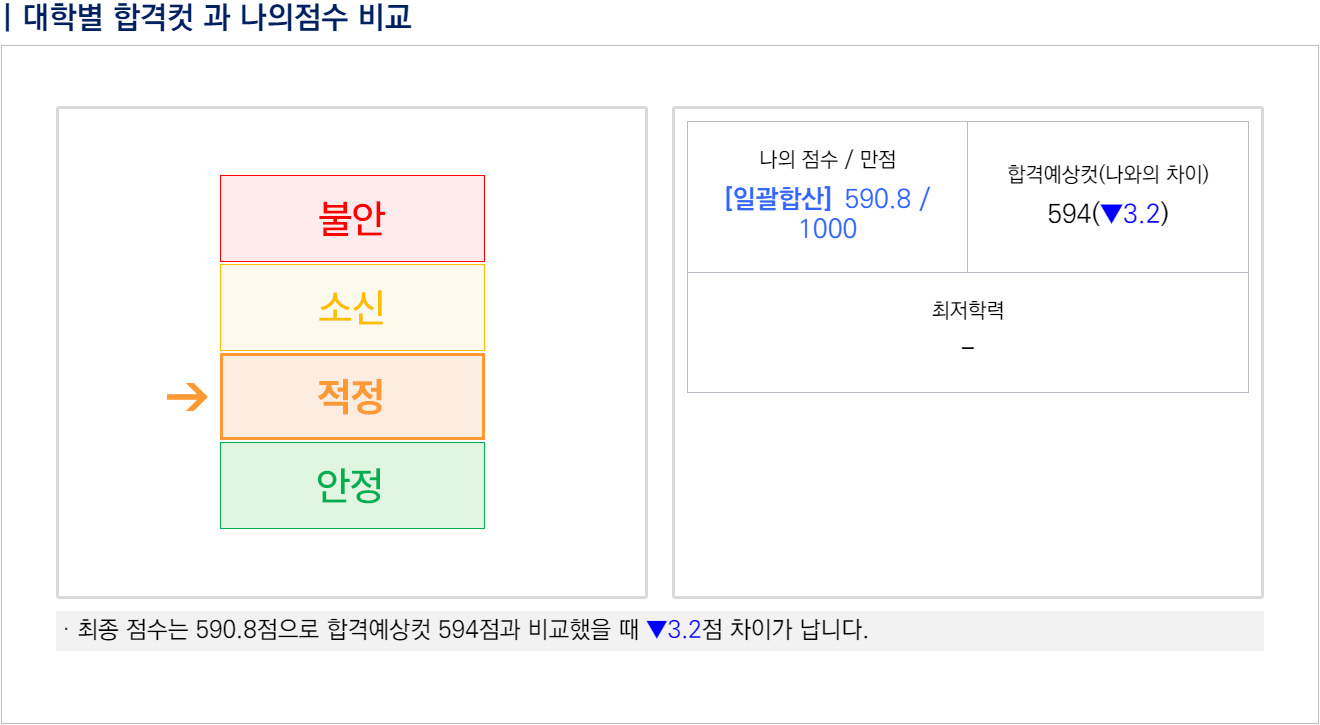 | 대학별 합격컷 과 나의점수 비교
불안
소신
적정
안정
나의 점수 / 만점
[일괄합산] 590.8 /
1000
합격예상컷(나와의 차이)
594(▼3.2)
최저학력
–
· 최종 점수는 590.8점으로 합격예상컷 594점과 비교했을 때 ▼3.2점 차이가 납니다.